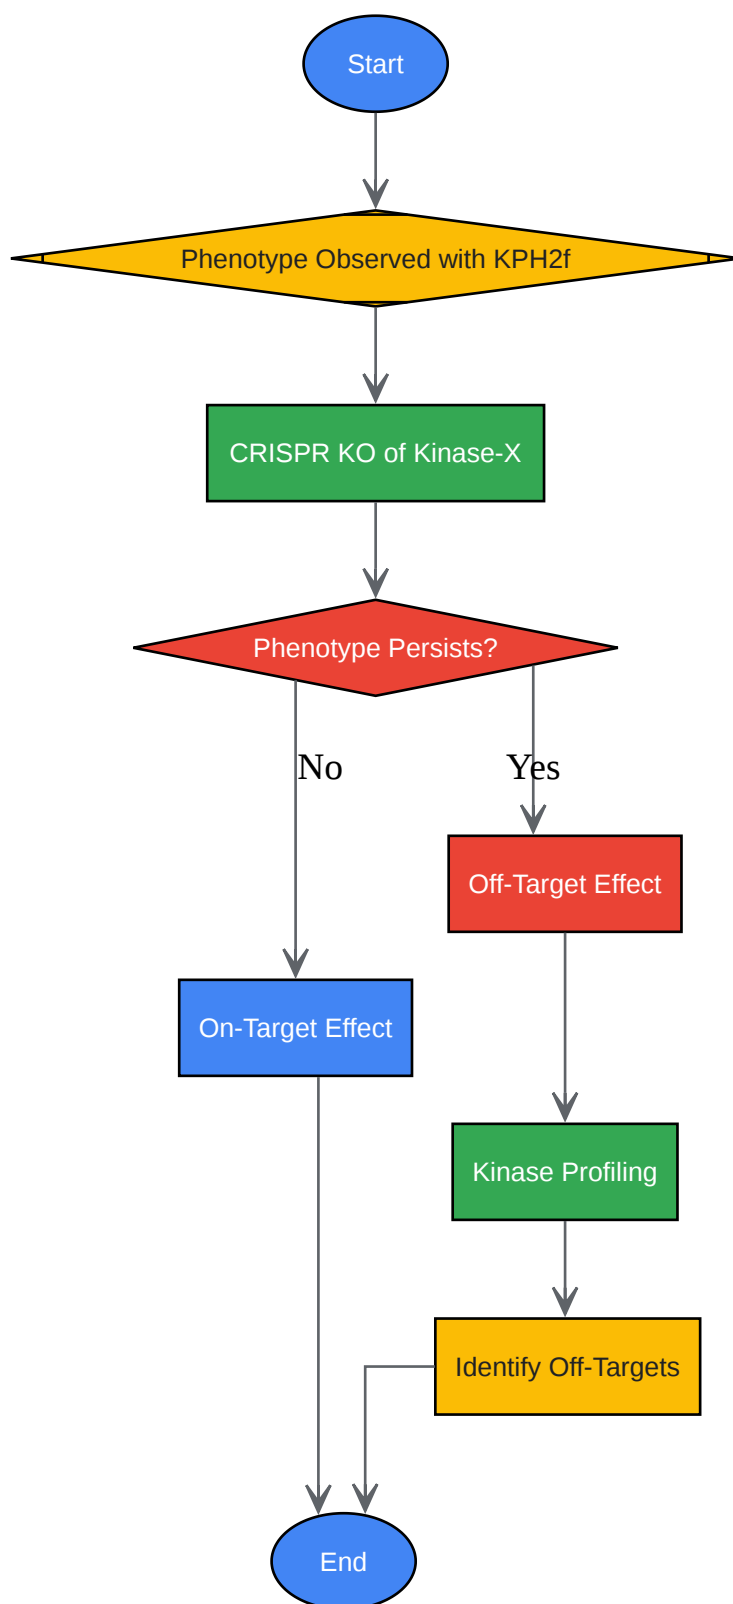 Start
Phenotype Observed with KPH2f
CRISPR KO of Kinase-X
Phenotype Persists?
No
Yes
Off-Target Effect
On-Target Effect
Kinase Profiling
Identify Off-Targets
End